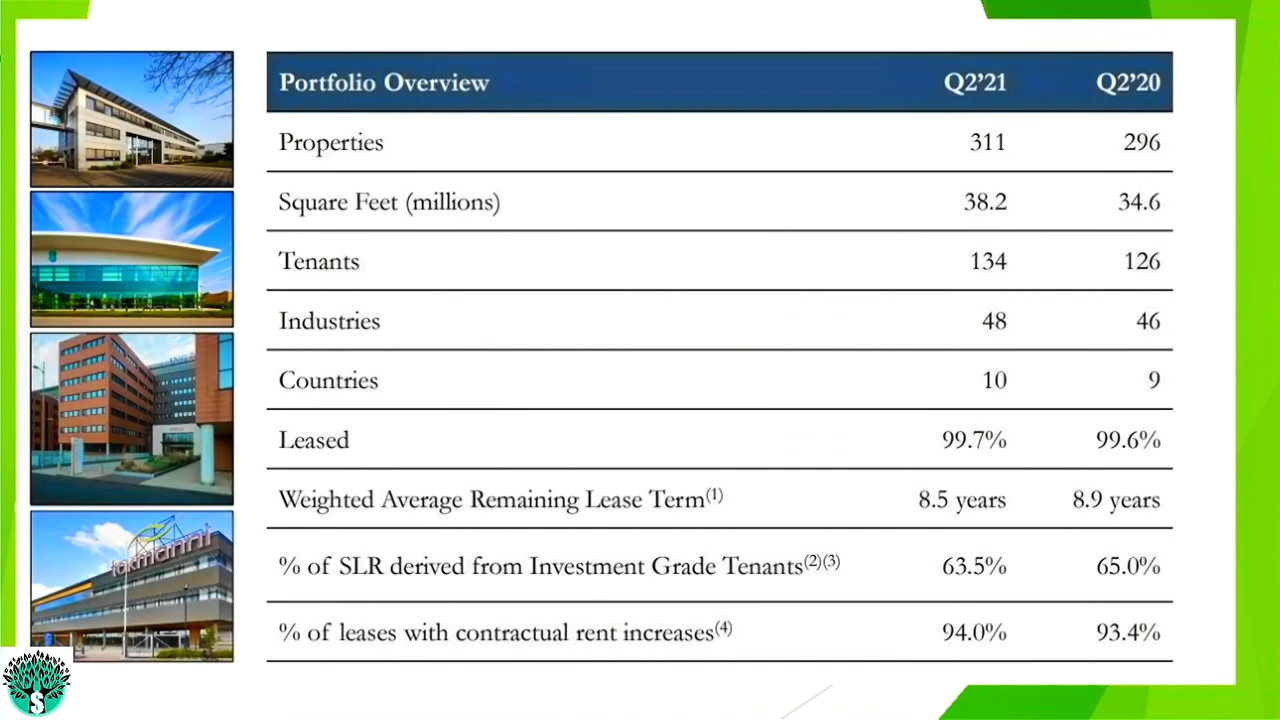 Portfolio Overview Q2'21 Q2'20
Properties 311 296
Square Feet (millions) 38.2 34.6
Tenants 134 126
Industries 48 46
Countries 10 9
Leased 99.7% 99.6%
Weighted Average Remaining Lease Term(1) 8.5 years 8.9 years
% of SLR derived from Investment Grade Tenants(2)(3) 63.5% 65.0%
% of leases with contractual rent increases(4) 94.0% 93.4%
tokmanni
$